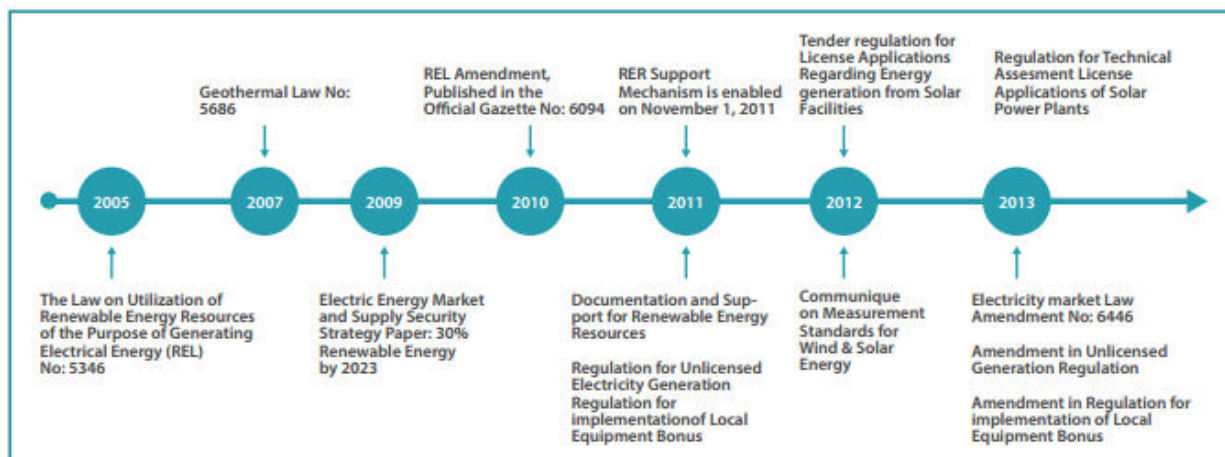 Geothermal Law No:
5686
REL Amendment,
Published in the
Official Gazette No: 6094
RER Support
Mechanism is enabled
on November 1, 2011
Tender regulation for
License Applications
Regarding Energy
generation from Solar
Facilities
Regulation for Technical
Assesment License
Applications of Solar
Power Plants
2005
2007
2009
2010
2011
2012
2013
The Law on Utilization of
Renewable Energy Resources
of the Purpose of Generating
Electrical Energy (REL)
No: 5346
Electric Energy Market
and Supply Security
Strategy Paper: 30%
Renewable Energy
by 2023
Documentation and Sup-
port for Renewable Energy
Resources
Regulation for Unlicensed
Electricity Generation
Regulation for
implementationof Local
Equipment Bonus
Communique
on Measurement
Standards for
Wind & Solar
Energy
Electricity market Law
Amendment No: 6446
Amendment in Unlicensed
Generation Regulation
Amendment in Regulation for
implementation of Local
Equipment Bonus